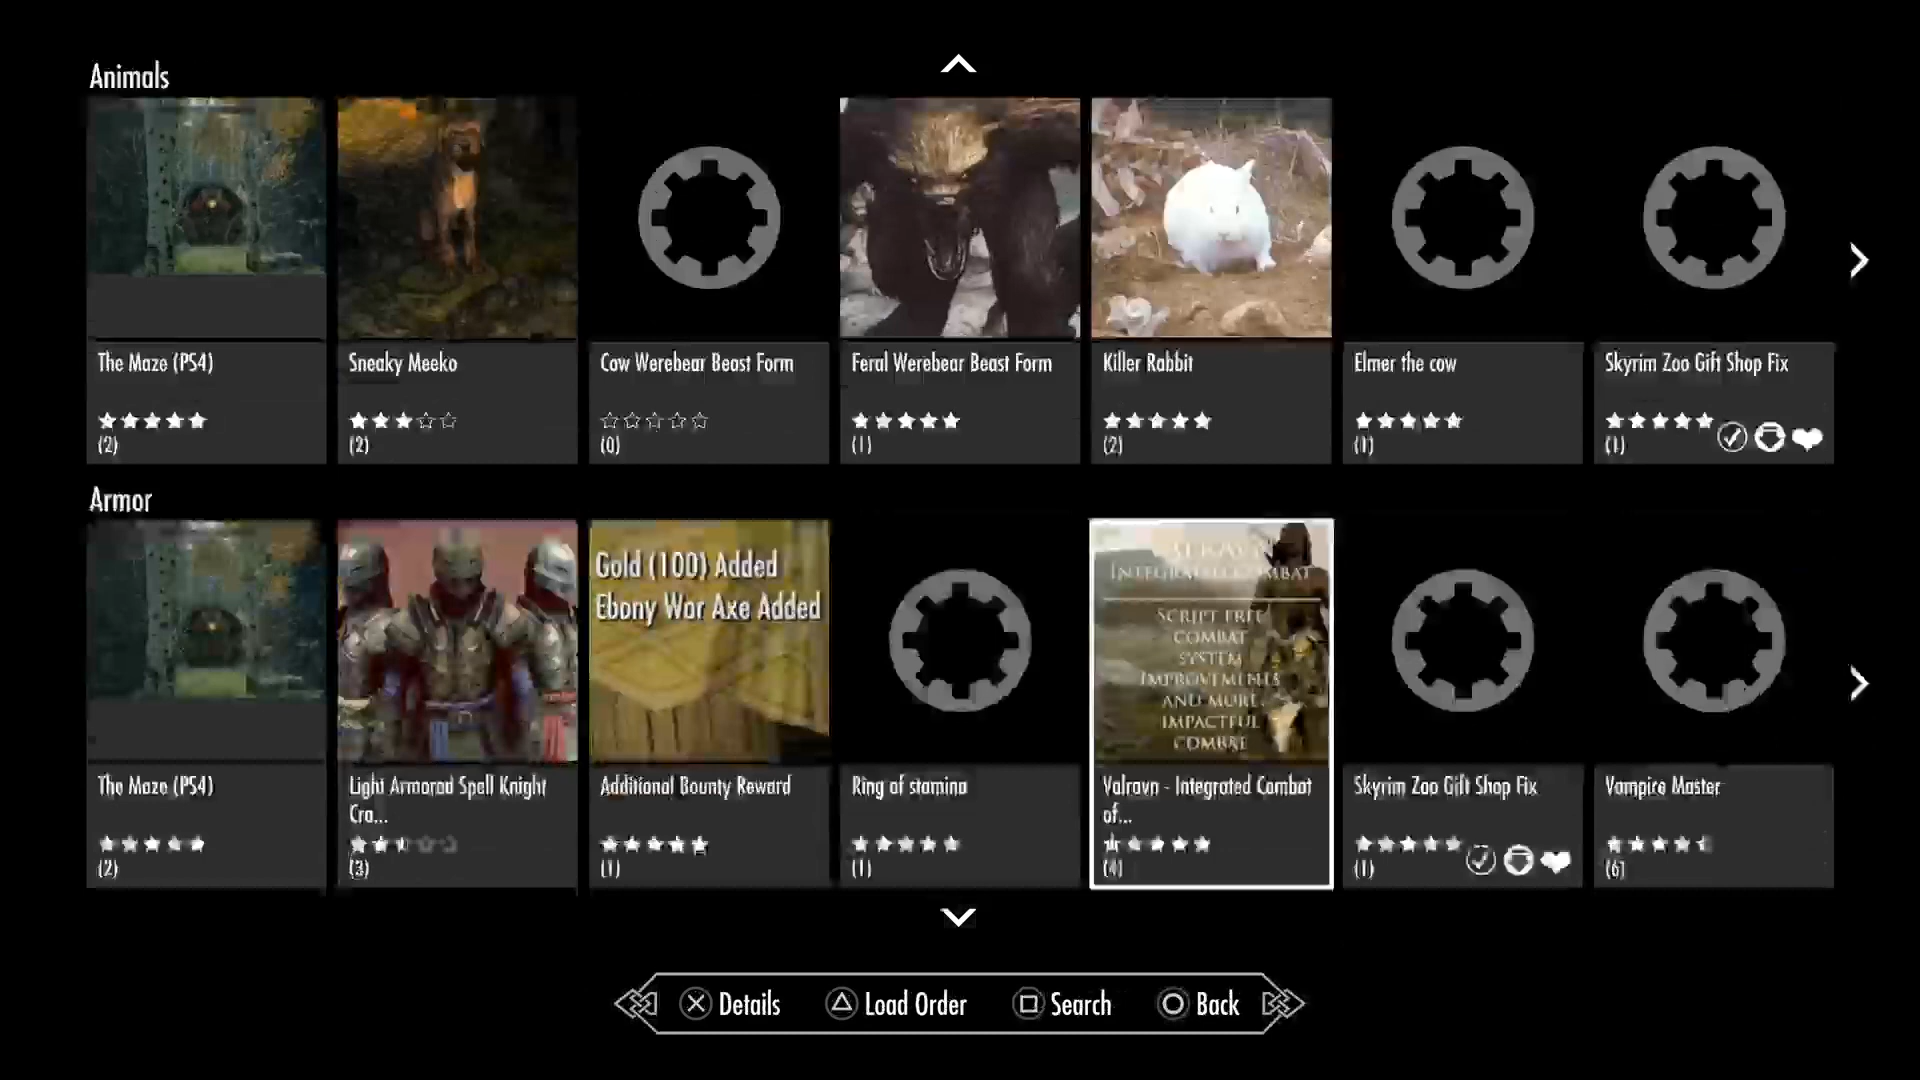 Animals
The Maze (PS4)
(2)
Sneaky Meeko
(2)
Cow Werebear Beast Form
(0)
Feral Werebear Beast Form
(1)
Killer Rabbit
(2)
Elmer the cow
(1)
Skyrim Zoo Gift Shop Fix
(1)
Armor
The Maze (PS4)
(2)
Light Armorad Spell Knight
Cra...
(3)
Gold (100) Added
Ebony War Axe Added
Additional Bounty Reward
(1)
Ring of stamina
(1)
Integrated Combat
Script free
combat
system
improvements
and more
impactful
Valravn - Integrated Combat
of...
(4)
Skyrim Zoo Gift Shop Fix
(1)
Vampire Master
(6)
Details
Load Order
Search
Back